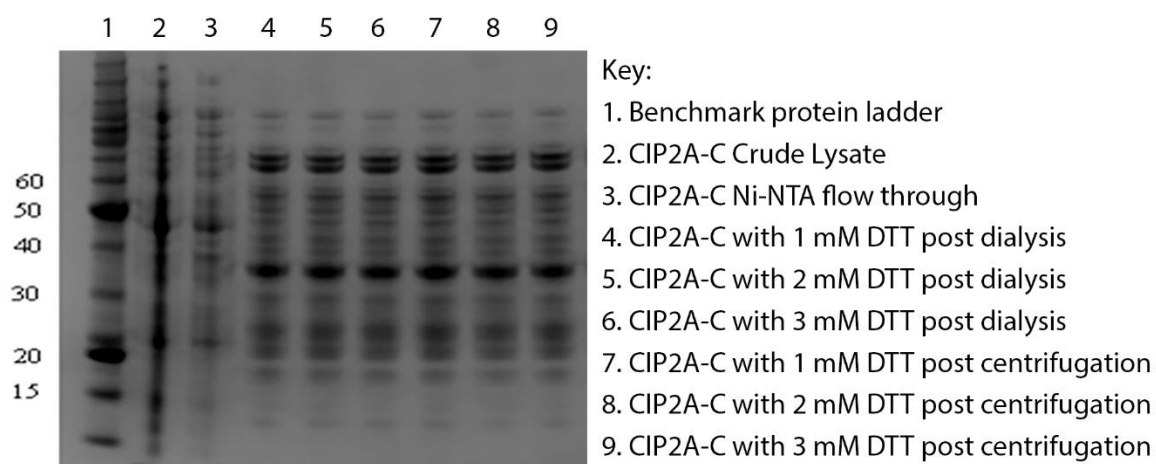 1 2 3 4 5 6 7 8 9
60
50
40
30
20
15
Key:
1. Benchmark protein ladder
2. CIP2A-C Crude Lysate
3. CIP2A-C Ni-NTA flow through
4. CIP2A-C with 1 mM DTT post dialysis
5. CIP2A-C with 2 mM DTT post dialysis
6. CIP2A-C with 3 mM DTT post dialysis
7. CIP2A-C with 1 mM DTT post centrifugation
8. CIP2A-C with 2 mM DTT post centrifugation
9. CIP2A-C with 3 mM DTT post centrifugation